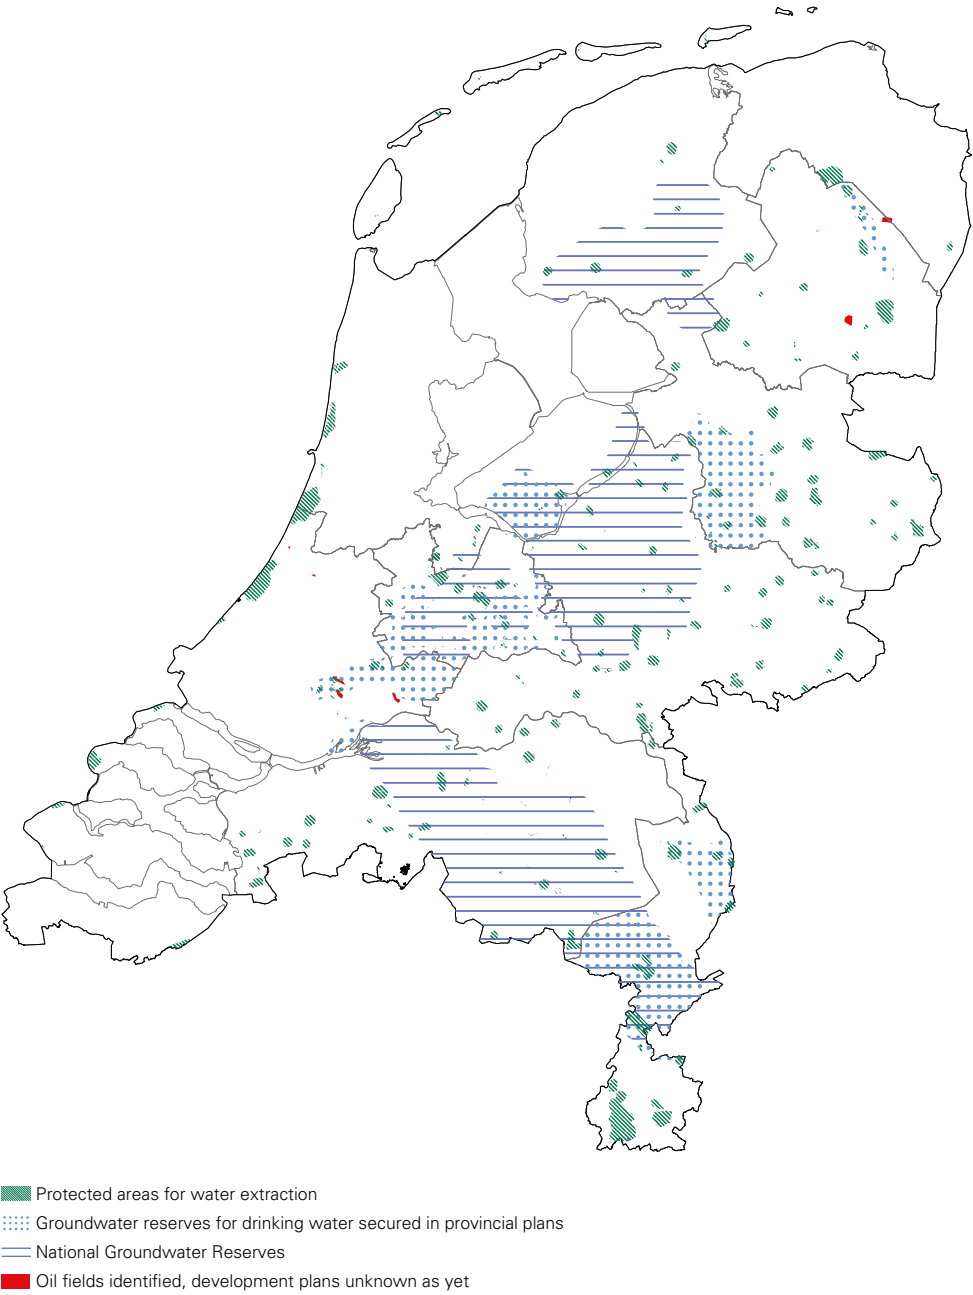 Protected areas for water extraction
Groundwater reserves for drinking water secured in provincial plans
National Groundwater Reserves
Oil fields identified, development plans unknown as yet